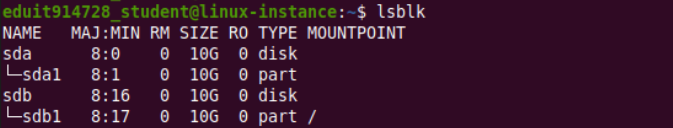 eduit914728_student@linux-instance:~$ lsblk
NAME   MAJ:MIN RM SIZE RO TYPE MOUNTPOINT
sda      8:0    0  10G  0 disk
└─sda1   8:1    0  10G  0 part
sdb      8:16   0  10G  0 disk
└─sdb1   8:17   0  10G  0 part /